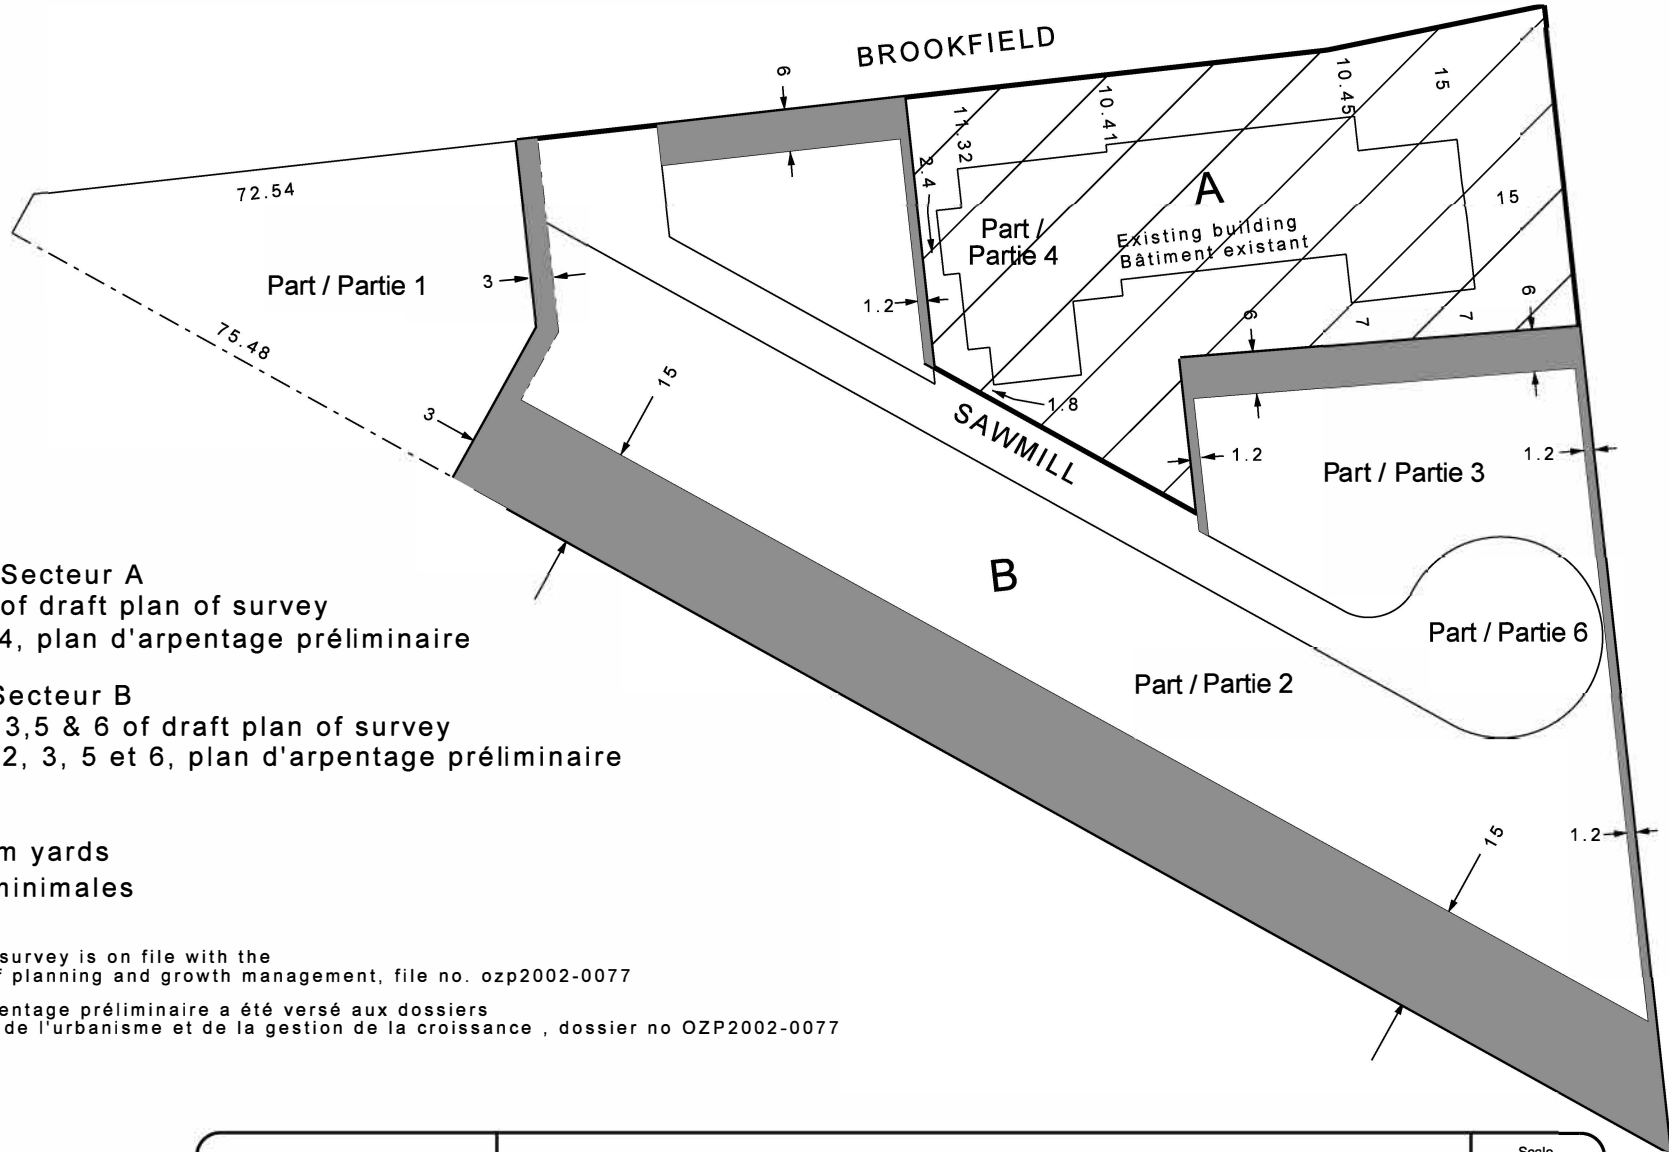 BROOKFIELD
6
10.45
15
10.41
11.32
2.4
A
72.54
15
Part /
Partie 4
Existing building
Bâtiment existant
Part / Partie 1
3
1.2
6
6
7
7
75.48
15
3
1.8
SAWMILL
1.2
Part / Partie 3
1.2
B
Secteur A
of draft plan of survey
4, plan d'arpentage préliminaire
Part / Partie 6
Part / Partie 2
Secteur B
3,5 & 6 of draft plan of survey
2, 3, 5 et 6, plan d'arpentage préliminaire
15
1.2
m yards
minimales
survey is on file with the
f planning and growth management, file no. ozp2002-0077
entage préliminaire a été versé aux dossiers
de l'urbanisme et de la gestion de la croissance , dossier no OZP2002-0077
Scale